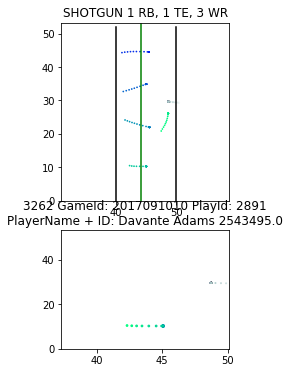 SHOTGUN 1 RB, 1 TE, 3 WR
50
40
30
20
10
0
40 50
3262 GameId: 2017091010 PlayId: 2891
PlayerName + ID: Davante Adams 2543495.0
40
20
0
40 45 50